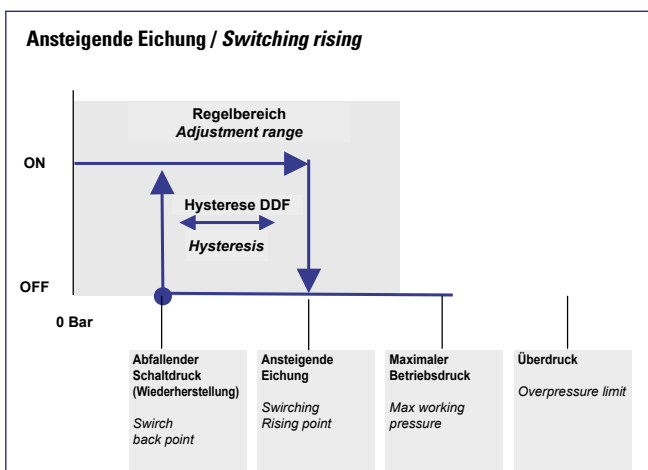 Ansteigende Eichung / Switching rising
Regelbereich
Adjustment range
ON
Hysterese DDF
Hysteresis
OFF
0 Bar
Abfallender
Schaltdruck
(Wiederherstellung)
Swirch
back point
Ansteigende
Eichung
Swirching
Rising point
Maximaler
Betriebsdruck
Max working
pressure
Überdruck
Overpressure limit